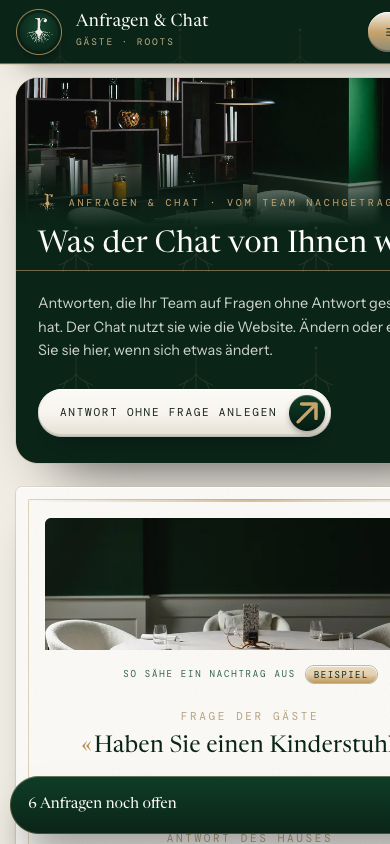 r
Anfragen & Chat
GÄSTE · ROOTS
r
ANFRAGEN & CHAT · VOM TEAM NACHGETRAG
Was der Chat von Ihnen w
Antworten, die Ihr Team auf Fragen ohne Antwort ges
hat. Der Chat nutzt sie wie die Website. Ändern oder e
Sie sie hier, wenn sich etwas ändert.
ANTWORT OHNE FRAGE ANLEGEN
SO SÄHE EIN NACHTRAG AUS BEISPIEL
FRAGE DER GÄSTE
«Haben Sie einen Kinderstuhl
6 Anfragen noch offen
ANTWORT DES HAUSES